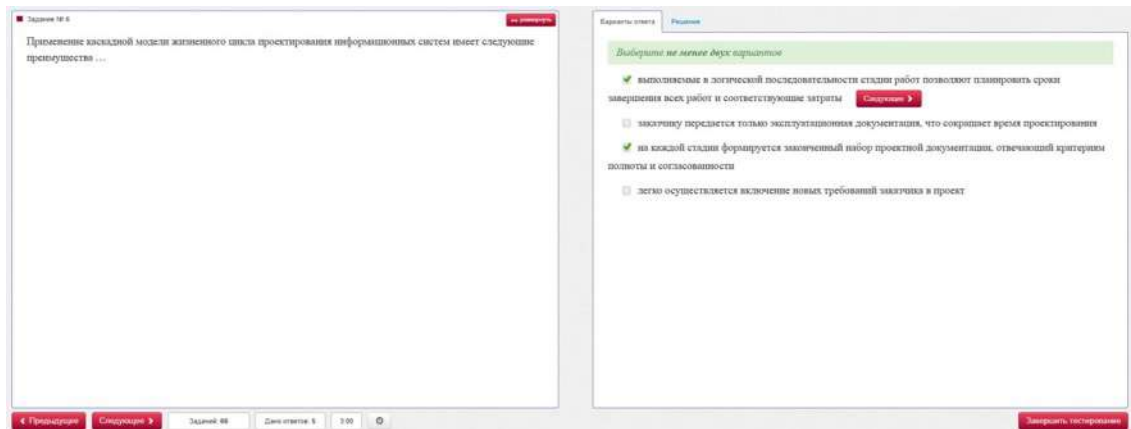 Задание № 6
развернуть
Применение каскадной модели жизненного цикла проектирования информационных систем имеет следующие
преимущества …
Варианты ответа
Решение
Выберите не менее двух вариантов
выполняемые в логической последовательности стадии работ позволяют планировать сроки
завершения всех работ и соответствующие затраты
Следующее
заказчику передается только эксплуатационная документация, что сокращает время проектирования
на каждой стадии формируется законченный набор проектной документации, отвечающий критериям
полноты и согласованности
легко осуществляется включение новых требований заказчика в проект
Предыдущее
Следующее
Заданий:
Дано ответов: 5
Завершить тестирование